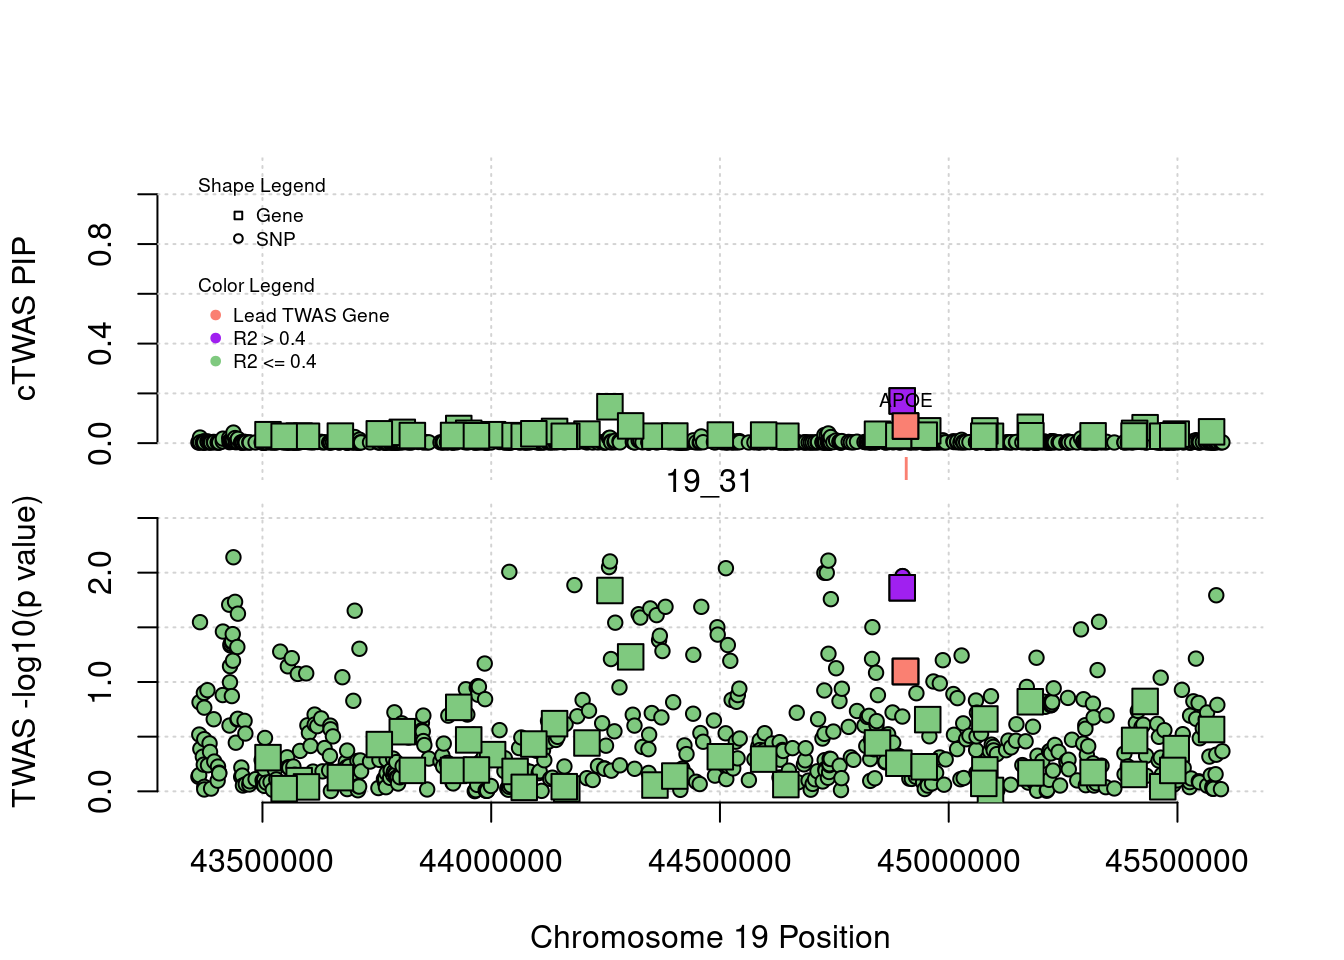 cTWAS PIP
0.8
0.4
0.0
Shape Legend
Gene
SNP
Color Legend
Lead TWAS Gene
R2 > 0.4
R2 <= 0.4
APOE
19_31
TWAS -log10(p value)
2.0
1.0
0.0
43500000 44000000 44500000 45000000 45500000
Chromosome 19 Position